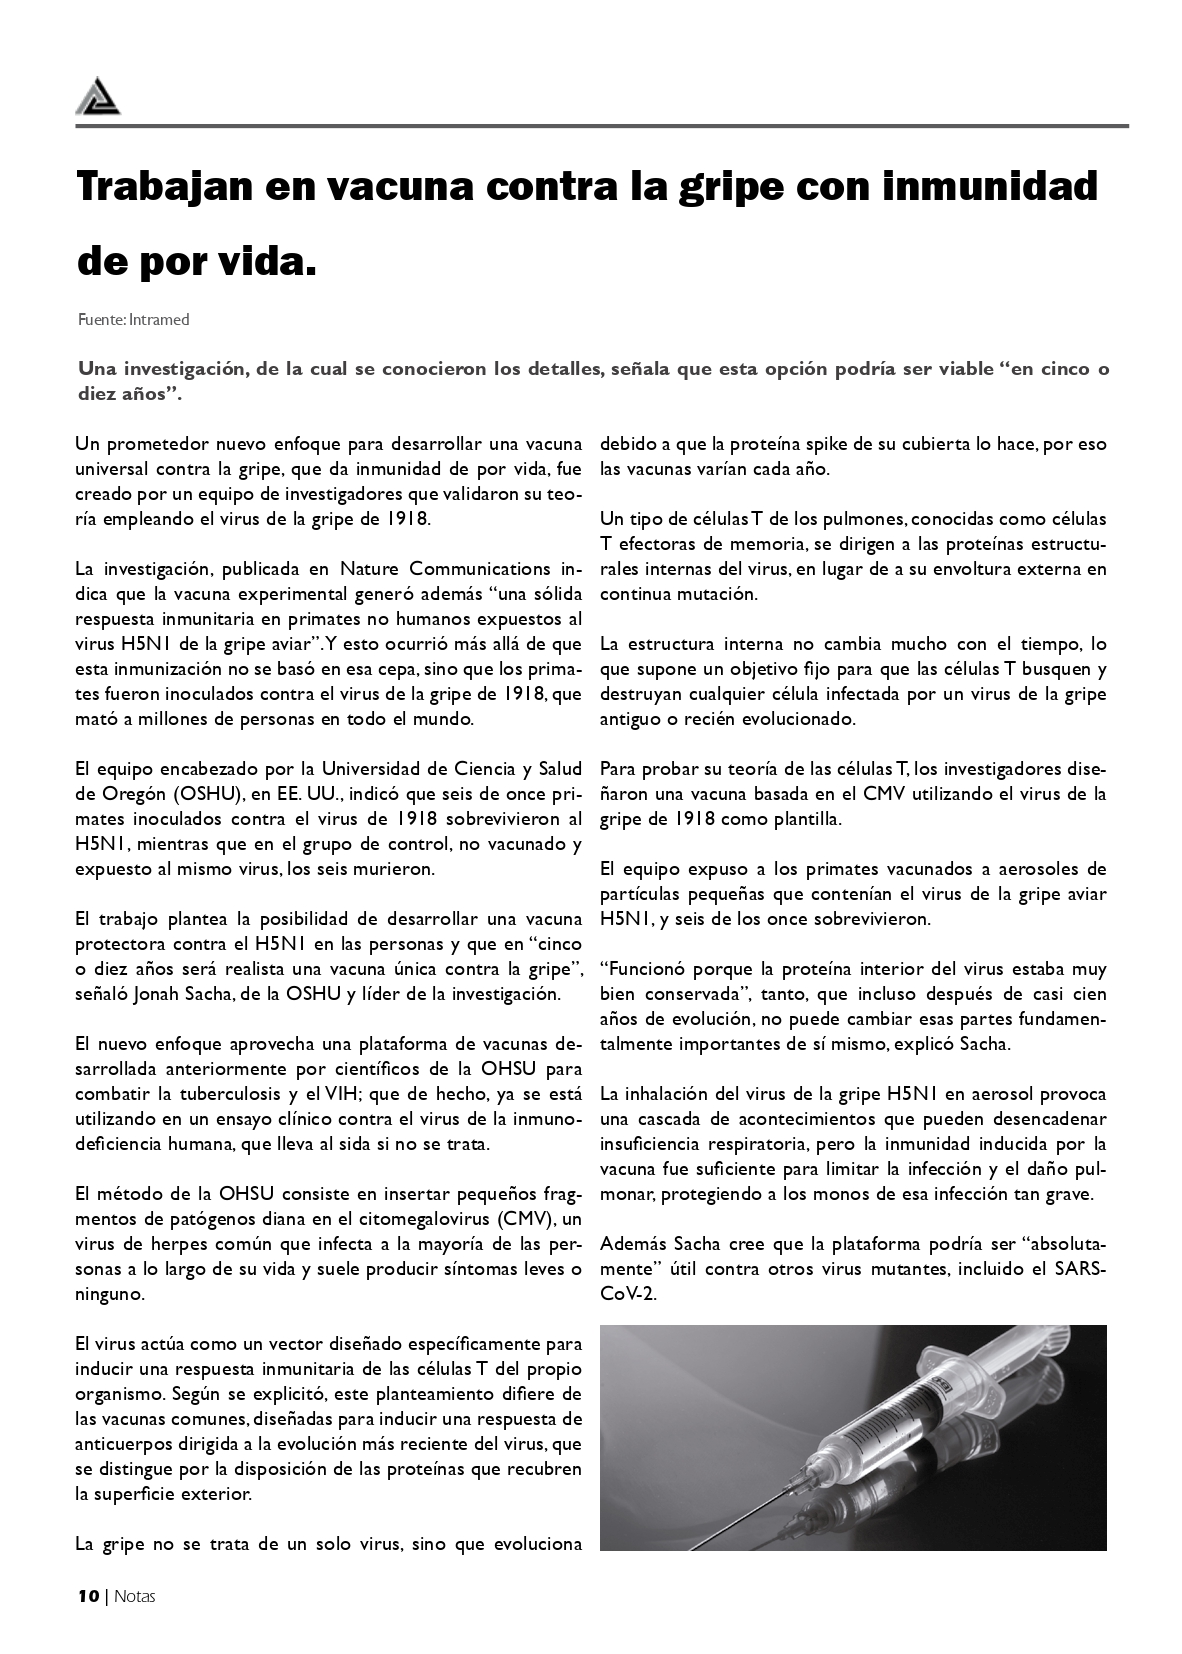 Trabajan en vacuna contra la gripe con inmunidad
de por vida.
Fuente: Intramed
Una investigación, de la cual se conocieron los detalles, señala que esta opción podría ser viable “en cinco o
diez años”.
Un prometedor nuevo enfoque para desarrollar una vacuna
universal contra la gripe, que da inmunidad de por vida, fue
creado por un equipo de investigadores que validaron su teo-
ría empleando el virus de la gripe de 1918.
La investigación, publicada en Nature Communications in-
dica que la vacuna experimental generó además “una sólida
respuesta inmunitaria en primates no humanos expuestos al
virus H5N1 de la gripe aviar”. Y esto ocurrió más allá de que
esta inmunización no se basó en esa cepa, sino que los prima-
tes fueron inoculados contra el virus de la gripe de 1918, que
mató a millones de personas en todo el mundo.
El equipo encabezado por la Universidad de Ciencia y Salud
de Oregón (OSHU), en EE. UU., indicó que seis de once pri-
mates inoculados contra el virus de 1918 sobrevivieron al
H5N1, mientras que en el grupo de control, no vacunado y
expuesto al mismo virus, los seis murieron.
El trabajo plantea la posibilidad de desarrollar una vacuna
protectora contra el H5N1 en las personas y que en “cinco
o diez años será realista una vacuna única contra la gripe”,
señaló Jonah Sacha, de la OSHU y líder de la investigación.
El nuevo enfoque aprovecha una plataforma de vacunas de-
sarrollada anteriormente por científicos de la OHSU para
combatir la tuberculosis y el VIH; que de hecho, ya se está
utilizando en un ensayo clínico contra el virus de la inmuno-
deficiencia humana, que lleva al sida si no se trata.
El método de la OHSU consiste en insertar pequeños frag-
mentos de patógenos diana en el citomegalovirus (CMV), un
virus de herpes común que infecta a la mayoría de las per-
sonas a lo largo de su vida y suele producir síntomas leves o
ninguno.
El virus actúa como un vector diseñado específicamente para
inducir una respuesta inmunitaria de las células T del propio
organismo. Según se explicitó, este planteamiento difiere de
las vacunas comunes, diseñadas para inducir una respuesta de
anticuerpos dirigida a la evolución más reciente del virus, que
se distingue por la disposición de las proteínas que recubren
la superficie exterior.
La gripe no se trata de un solo virus, sino que evoluciona
debido a que la proteína spike de su cubierta lo hace, por eso
las vacunas varían cada año.
Un tipo de células T de los pulmones, conocidas como células
T efectoras de memoria, se dirigen a las proteínas estructu-
rales internas del virus, en lugar de a su envoltura externa en
continua mutación.
La estructura interna no cambia mucho con el tiempo, lo
que supone un objetivo fijo para que las células T busquen y
destruyan cualquier célula infectada por un virus de la gripe
antiguo o recién evolucionado.
Para probar su teoría de las células T, los investigadores dise-
ñaron una vacuna basada en el CMV utilizando el virus de la
gripe de 1918 como plantilla.
El equipo expuso a los primates vacunados a aerosoles de
partículas pequeñas que contenían el virus de la gripe aviar
H5N1, y seis de los once sobrevivieron.
“Funcionó porque la proteína interior del virus estaba muy
bien conservada”, tanto, que incluso después de casi cien
años de evolución, no puede cambiar esas partes fundamen-
talmente importantes de sí mismo, explicó Sacha.
La inhalación del virus de la gripe H5N1 en aerosol provoca
una cascada de acontecimientos que pueden desencadenar
insuficiencia respiratoria, pero la inmunidad inducida por la
vacuna fue suficiente para limitar la infección y el daño pul-
monar, protegiendo a los monos de esa infección tan grave.
Además Sacha cree que la plataforma podría ser “absoluta-
mente” útil contra otros virus mutantes, incluido el SARS-
CoV-2.
10 | Notas